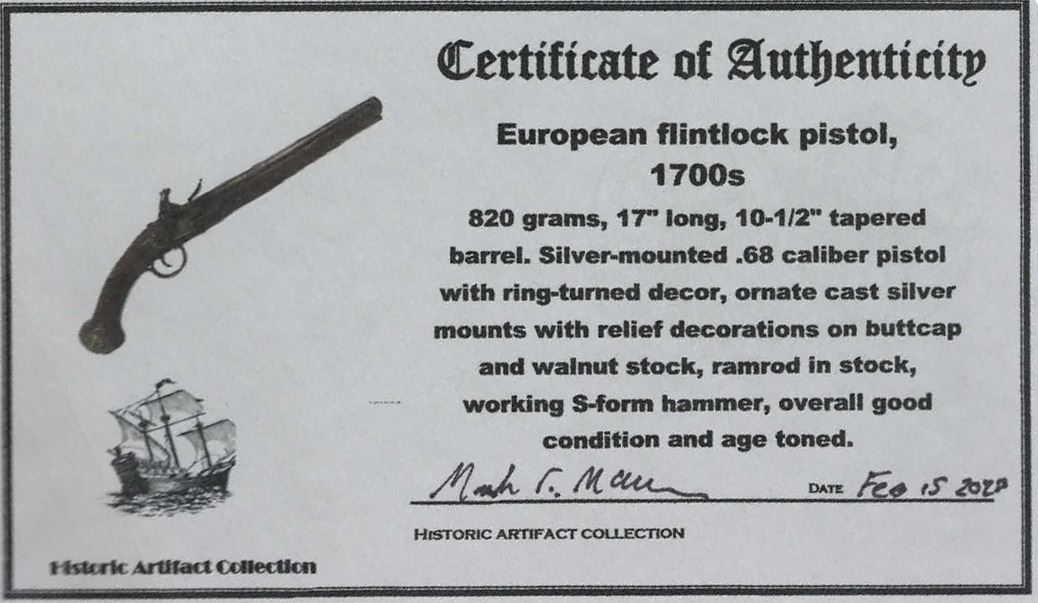 Certificate of Authenticity
European flintlock pistol,
1700s
820 grams, 17" long, 10-1/2" tapered
barrel. Silver-mounted .68 caliber pistol
with ring-turned decor, ornate cast silver
mounts with relief decorations on buttcap
and walnut stock, ramrod in stock,
working S-form hammer, overall good
condition and age toned.
DATE Feb 15
HISTORIC ARTIFACT COLLECTION
Historic Artifact Collection